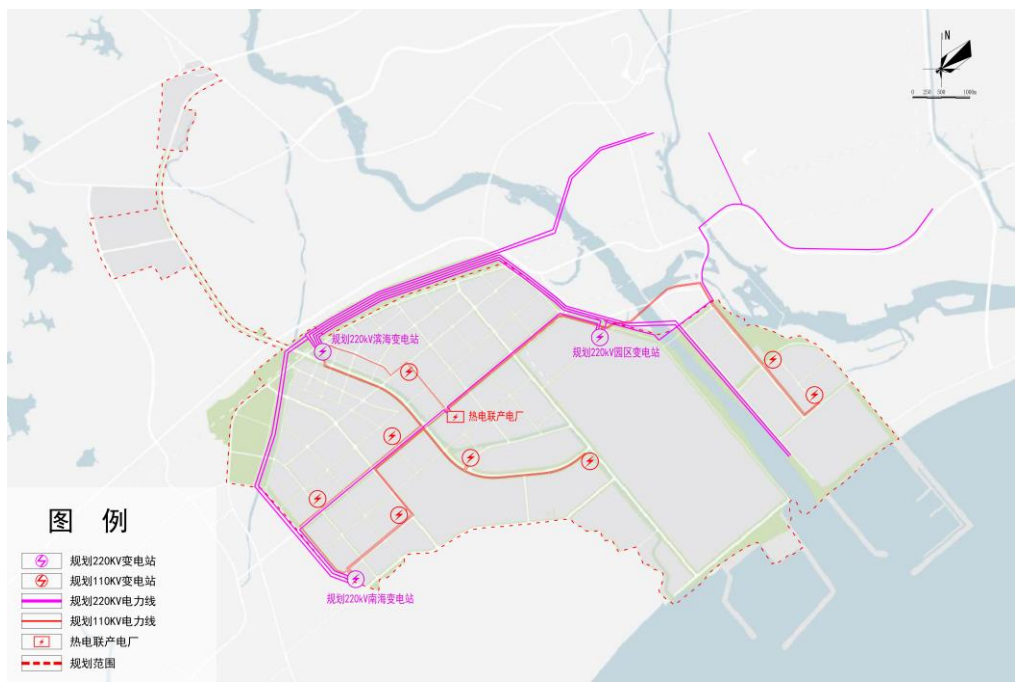 N
0 250 500 1000m
规划220kV滨海变电站
规划220kV园区变电站
热电联产电厂
规划220kV南海变电站
图 例
规划220KV变电站
规划110KV变电站
规划220KV电力线
规划110KV电力线
热电联产电厂
规划范围